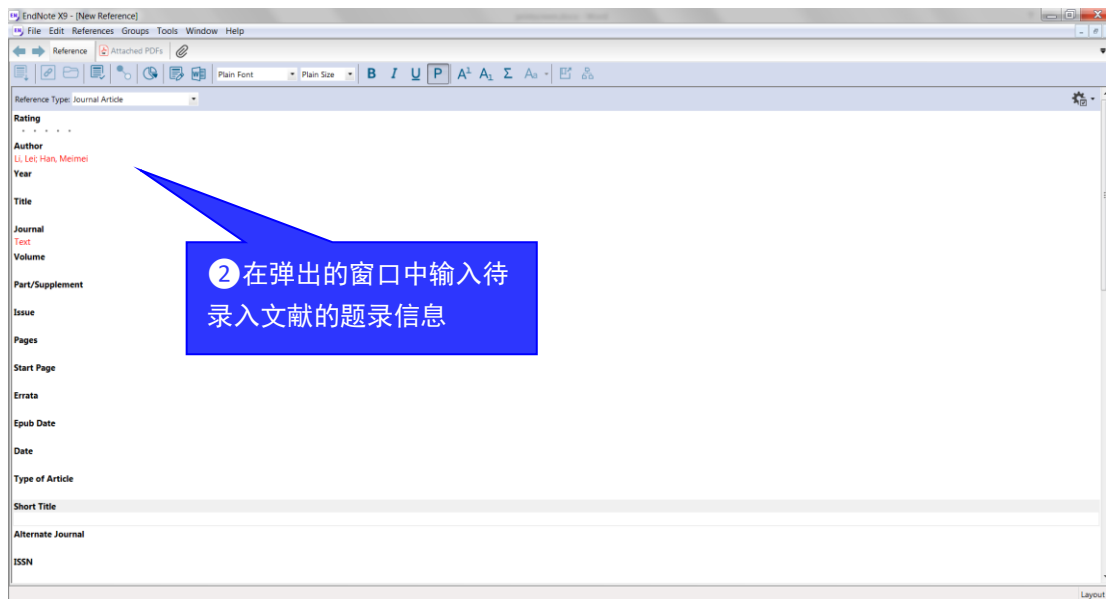 EndNote X9 - [New Reference]
File Edit References Groups Tools Window Help
Reference Attached PDFs
Plain Font Plain Size B I U P A¹ A₁ Σ Aa
Reference Type: Journal Article
Rating
Author
Li, Lei; Han, Meimei
Year
Title
Journal
Text
Volume
Part/Supplement
Issue
Pages
Start Page
Errata
Epub Date
Date
Type of Article
Short Title
Alternate Journal
ISSN
❷在弹出的窗口中输入待
录入文献的题录信息
Layout